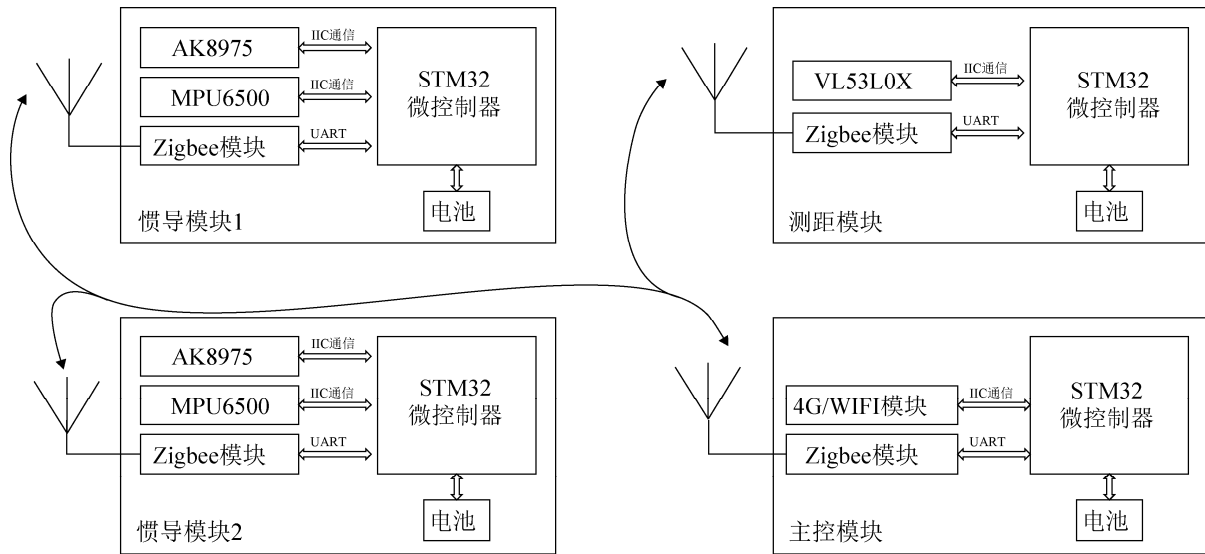 AK8975
IIC通信
MPU6500
IIC通信
Zigbee模块
UART
STM32
微控制器
电池
惯导模块1
VL53L0X
IIC通信
Zigbee模块
UART
STM32
微控制器
电池
测距模块
AK8975
IIC通信
MPU6500
IIC通信
Zigbee模块
UART
STM32
微控制器
电池
惯导模块2
4G/WIFI模块
IIC通信
Zigbee模块
UART
STM32
微控制器
电池
主控模块